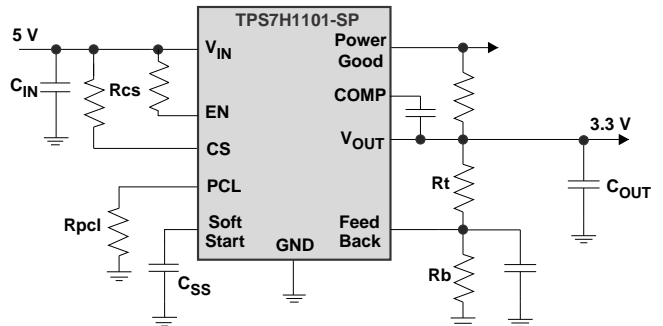 TPS7H1101-SP
5 V
VIN
Power
Good
CIN
Rcs
EN
COMP
CS
VOUT
3.3 V
PCL
Rt
COUT
Rpcl
Soft
Start
GND
Feed
Back
CSS
Rb